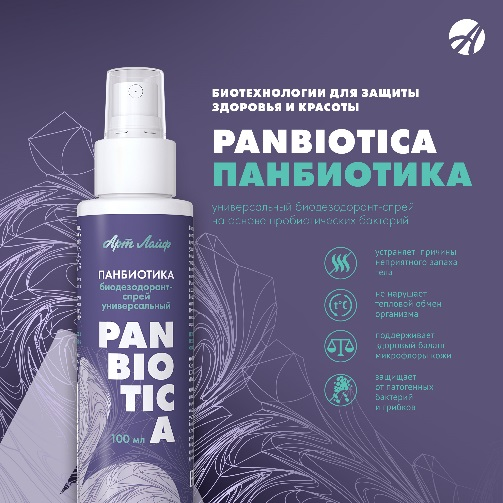 БИОТЕХНОЛОГИИ ДЛЯ ЗАЩИТЫ
ЗДОРОВЬЯ И КРАСОТЫ
PANBIOTICA
ПАНБИОТИКА
универсальный биодезодорант-спрей
на основе пробиотических бактерий
устраняет причины
неприятного запаха
тела
t°C
не нарушает
тепловой обмен
организма
поддерживает
здоровый баланс
микрофлоры кожи
защищает
от патогенных
бактерий
и грибков
Арт Лайф
ПАНБИОТИКА
биодезодорант-
спрей
универсальный
PAN
BIO
TIC
A
100 мл